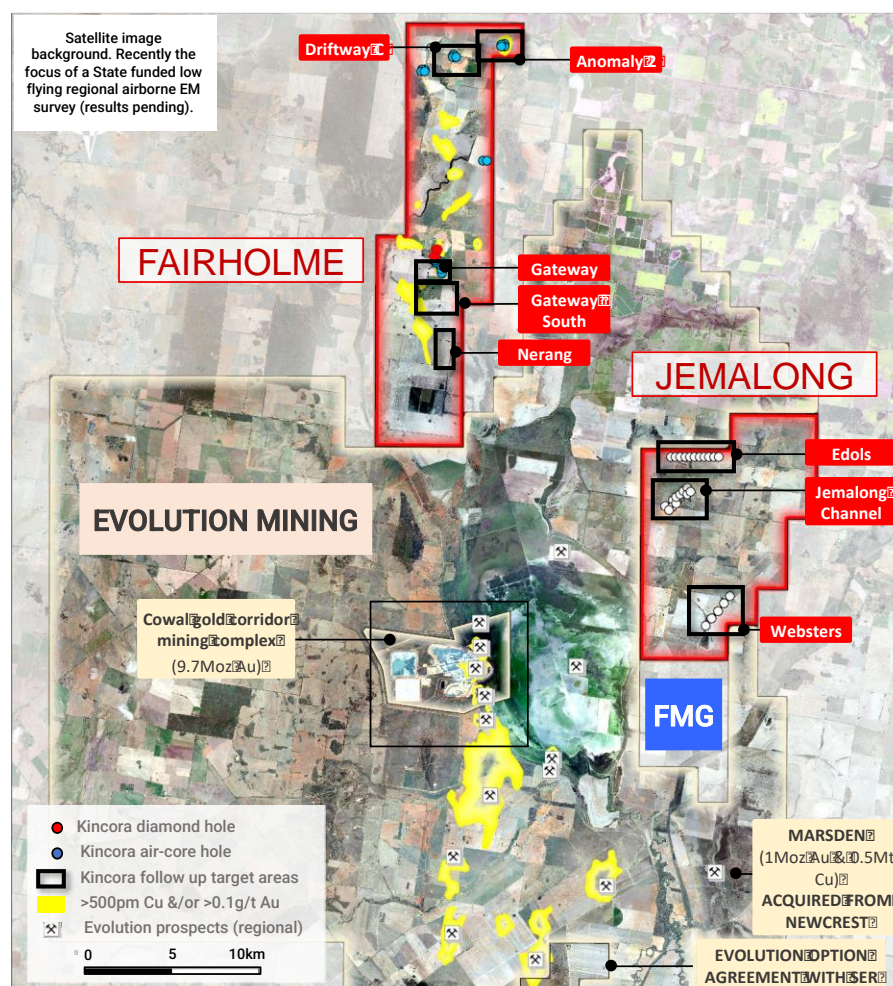 Satellite image
background. Recently the
focus of a State funded low
flying regional airborne EM
survey (results pending).
Driftway C
Anomaly 2
FAIRHOLME
Gateway
Gateway
South
Nerang
JEMALONG
Edols
Jemalong
Channel
Websters
EVOLUTION MINING
Cowal gold corridor
mining complex
(9.7Moz Au)
FMG
MARSDEN
(1Moz Au & 0.5Mt
Cu)
ACQUIRED FROM
NEWCREST
EVOLUTION OPTION
AGREEMENT WITH SER
Kincora diamond hole
Kincora air-core hole
Kincora follow up target areas
>500pm Cu &/or >0.1g/t Au
Evolution prospects (regional)
0 5 10km